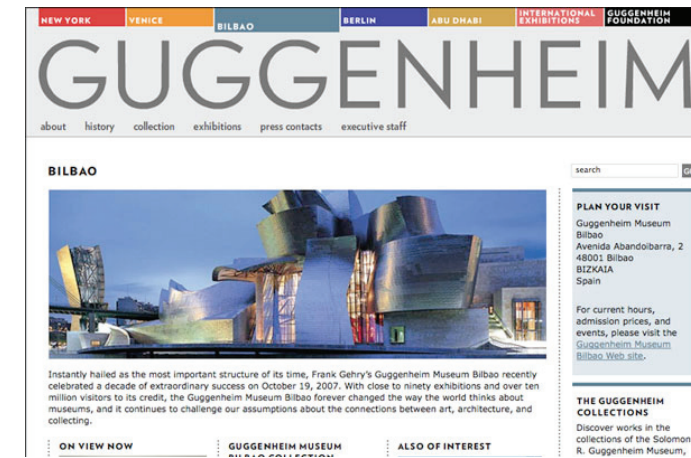 NEW YORK
VENICE
BILBAO
BERLIN
ABU DHABI
INTERNATIONAL
EXHIBITIONS
GUGGENHEIM
FOUNDATION
GUGGENHEIM
about history collection exhibitions press contacts executive staff
BILBAO
Instantly hailed as the most important structure of its time, Frank Gehry's Guggenheim Museum Bilbao recently
celebrated a decade of extraordinary success on October 19, 2007. With close to ninety exhibitions and over ten
million visitors to its credit, the Guggenheim Museum Bilbao forever changed the way the world thinks about
museums, and it continues to challenge our assumptions about the connections between art, architecture, and
collecting.
ON VIEW NOW
GUGGENHEIM MUSEUM
BILBAO COLLECTION
ALSO OF INTEREST
search
PLAN YOUR VISIT
Guggenheim Museum
Bilbao
Avenida Abandoibarra, 2
48001 Bilbao
BIZKAIA
Spain
For current hours,
admission prices, and
events, please visit the
Guggenheim Museum
Bilbao Web site.
THE GUGGENHEIM
COLLECTIONS
Discover works in the
collections of the Solomon
R. Guggenheim Museum,